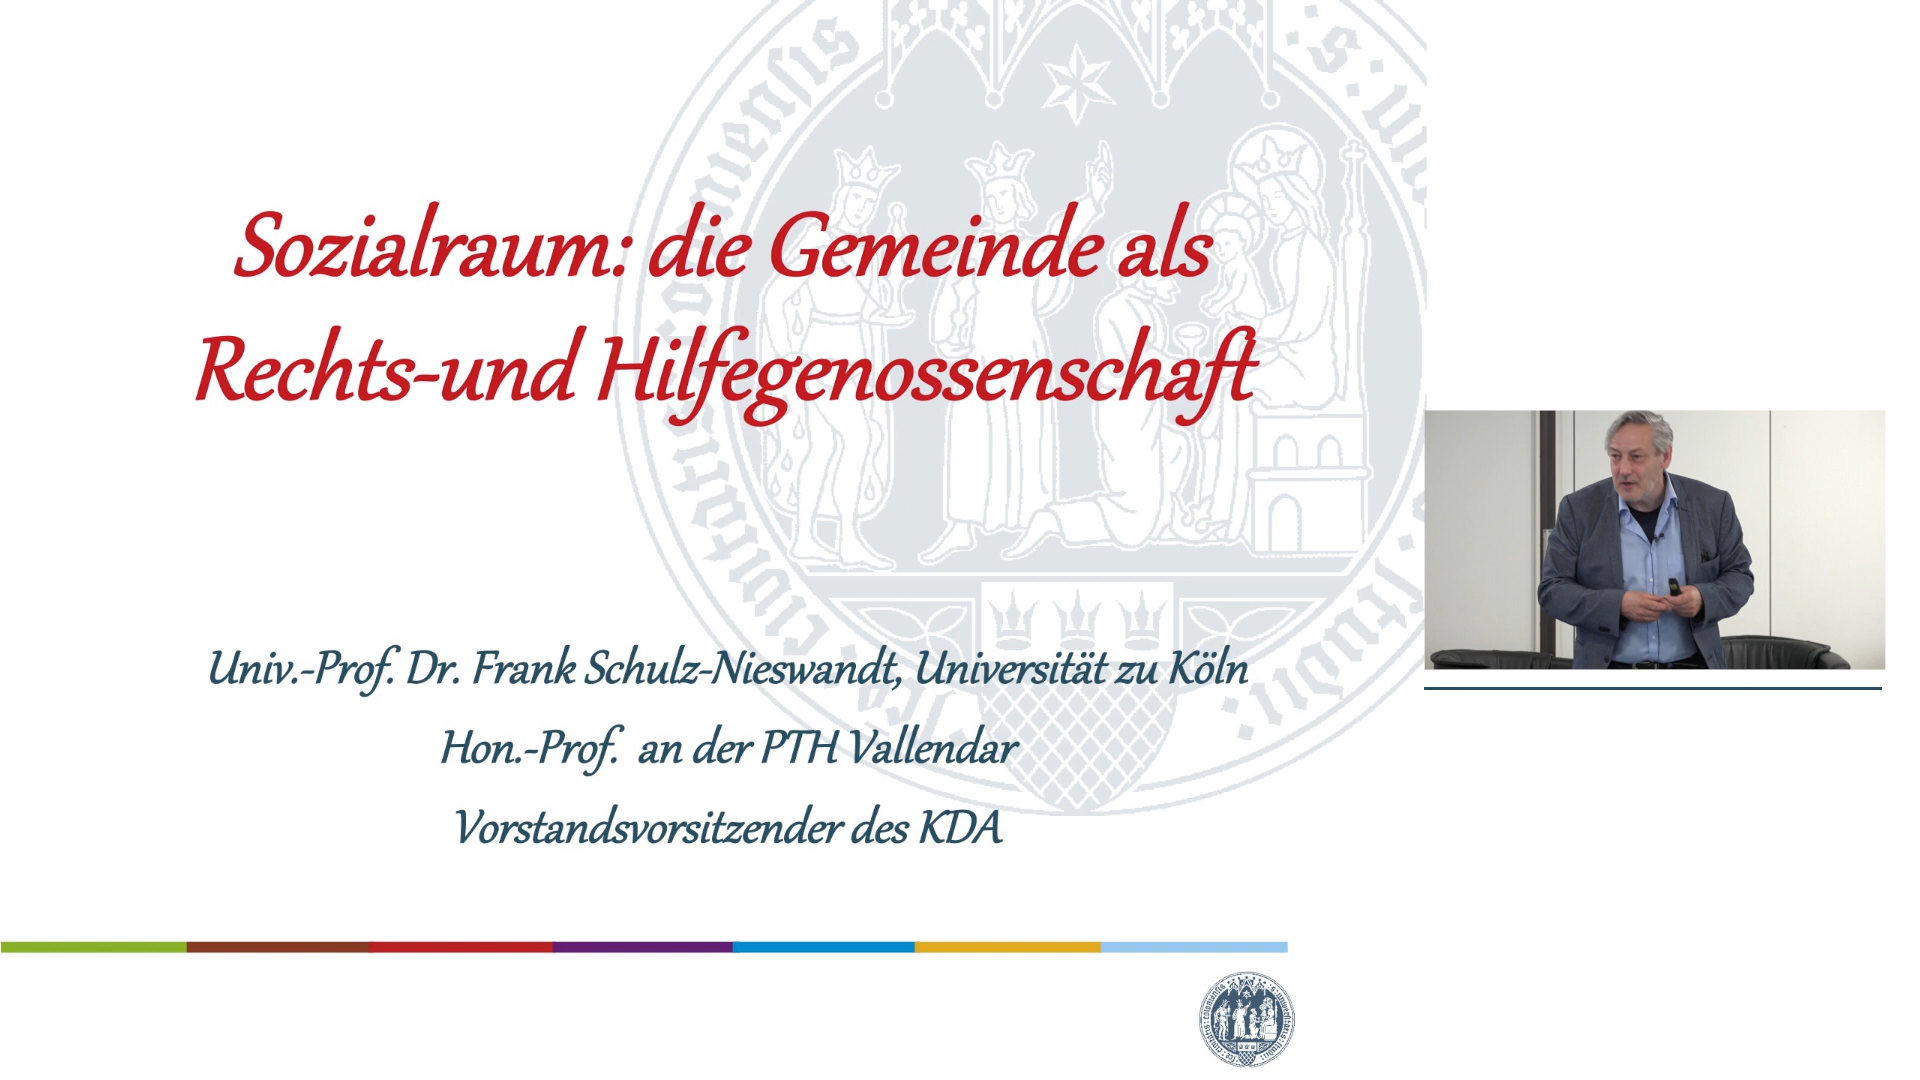 Sozialraum: die Gemeinde als
Rechts-und Hilfegenossenschaft
Univ.-Prof. Dr. Frank Schulz-Nieswandt, Universität zu Köln
Hon.-Prof. an der PTH Vallendar
Vorstandsvorsitzender des KDA